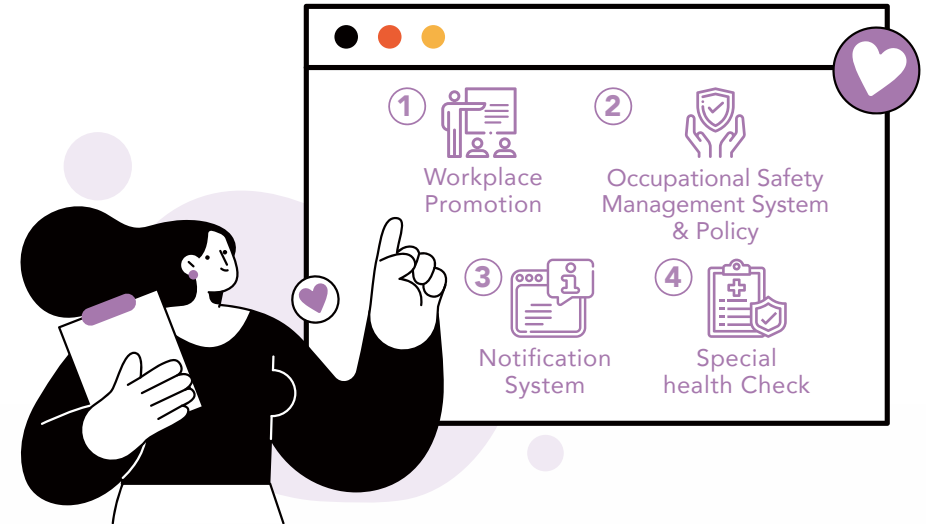 1
Workplace
Promotion
2
Occupational Safety
Management System
& Policy
3
Notification
System
4
Special
health Check